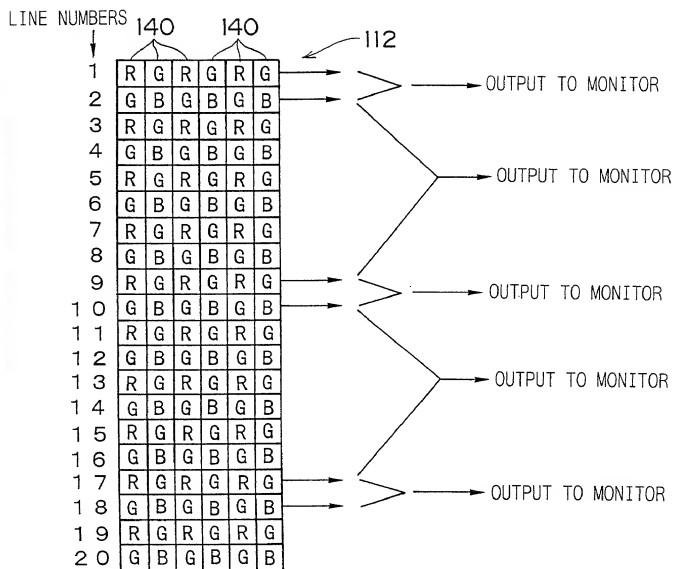 LINE NUMBERS
140 140 112
1 R G R G R G OUTPUT TO MONITOR
2 G B G B G B
3 R G R G R G
4 G B G B G B
5 R G R G R G OUTPUT TO MONITOR
6 G B G B G B
7 R G R G R G
8 G B G B G B
9 R G R G R G OUTPUT TO MONITOR
10 G B G B G B
11 R G R G R G
12 G B G B G B
13 R G R G R G OUTPUT TO MONITOR
14 G B G B G B
15 R G R G R G
16 G B G B G B
17 R G R G R G OUTPUT TO MONITOR
18 G B G B G B
19 R G R G R G
20 G B G B G B